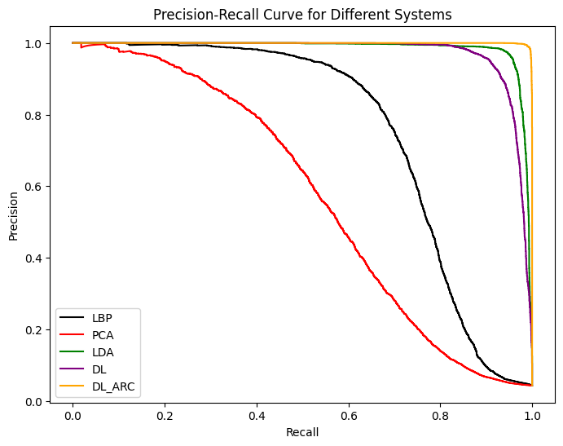 Precision-Recall Curve for Different Systems
1.0
0.8
0.6
0.4
0.2
0.0
Precision
LBP
PCA
LDA
DL
DL_ARC
0.0 0.2 0.4 0.6 0.8 1.0
Recall